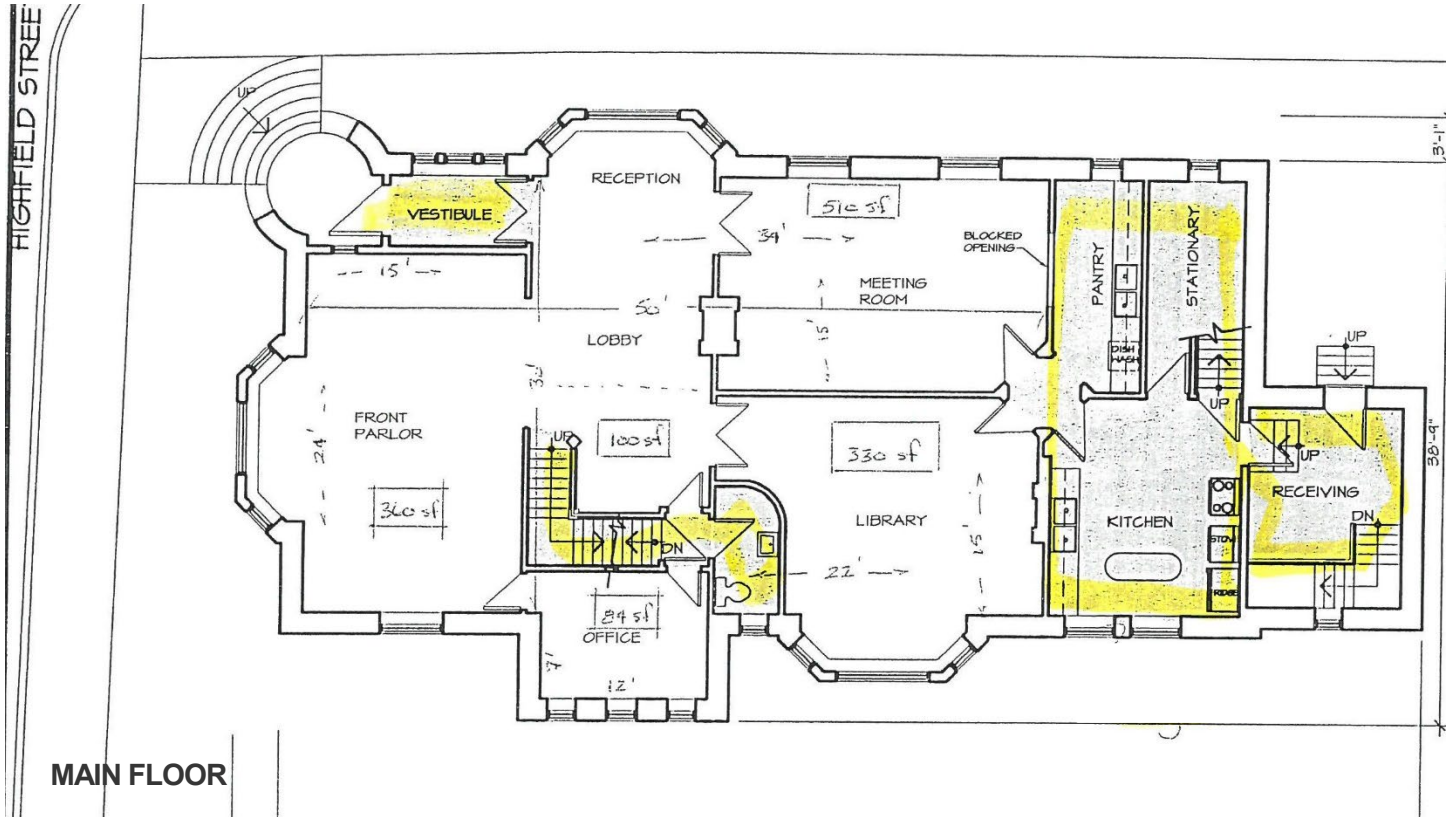 HIGHFIELD STREE
UP
RECEPTION
VESTIBULE
510 sf
3'-1"
34'
BLOCKED
OPENING
15'
PANTRY
STATIONARY
MEETING
ROOM
50'
LOBBY
15'
UP
DISH
WASH
UP
FRONT
PARLOR
24'
UP
100 sf
330 sf
38'-9"
UP
RECEIVING
360 sf
LIBRARY
KITCHEN
DN
DN
15'
STOVE
22'
84 sf
OFFICE
FRIDGE
7'
12'
MAIN FLOOR